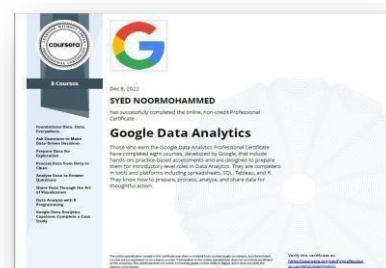 coursera
8 Courses
Foundations: Data, Data,
Everywhere
Ask Questions to Make
Data-Driven Decisions
Prepare Data for
Exploration
Process Data from Dirty to
Clean
Analyze Data to Answer
Questions
Share Data Through the Art
of Visualization
Data Analysis with R
Programming
Google Data Analytics
Capstone: Complete a Case
Study
Dec 8, 2022
SYED NOORMOHAMMED
has successfully completed the online, non-credit Professional
Certificate
Google Data Analytics
Those who earn the Google Data Analytics Professional Certificate
have completed eight courses, developed by Google, that include
hands-on, practice-based assessments and are designed to prepare
them for introductory-level roles in Data Analytics. They are competent
in tools and platforms including spreadsheets, SQL, Tableau, and R.
They know how to prepare, process, analyze, and share data for
thoughtful action.
Verify this certificate at: